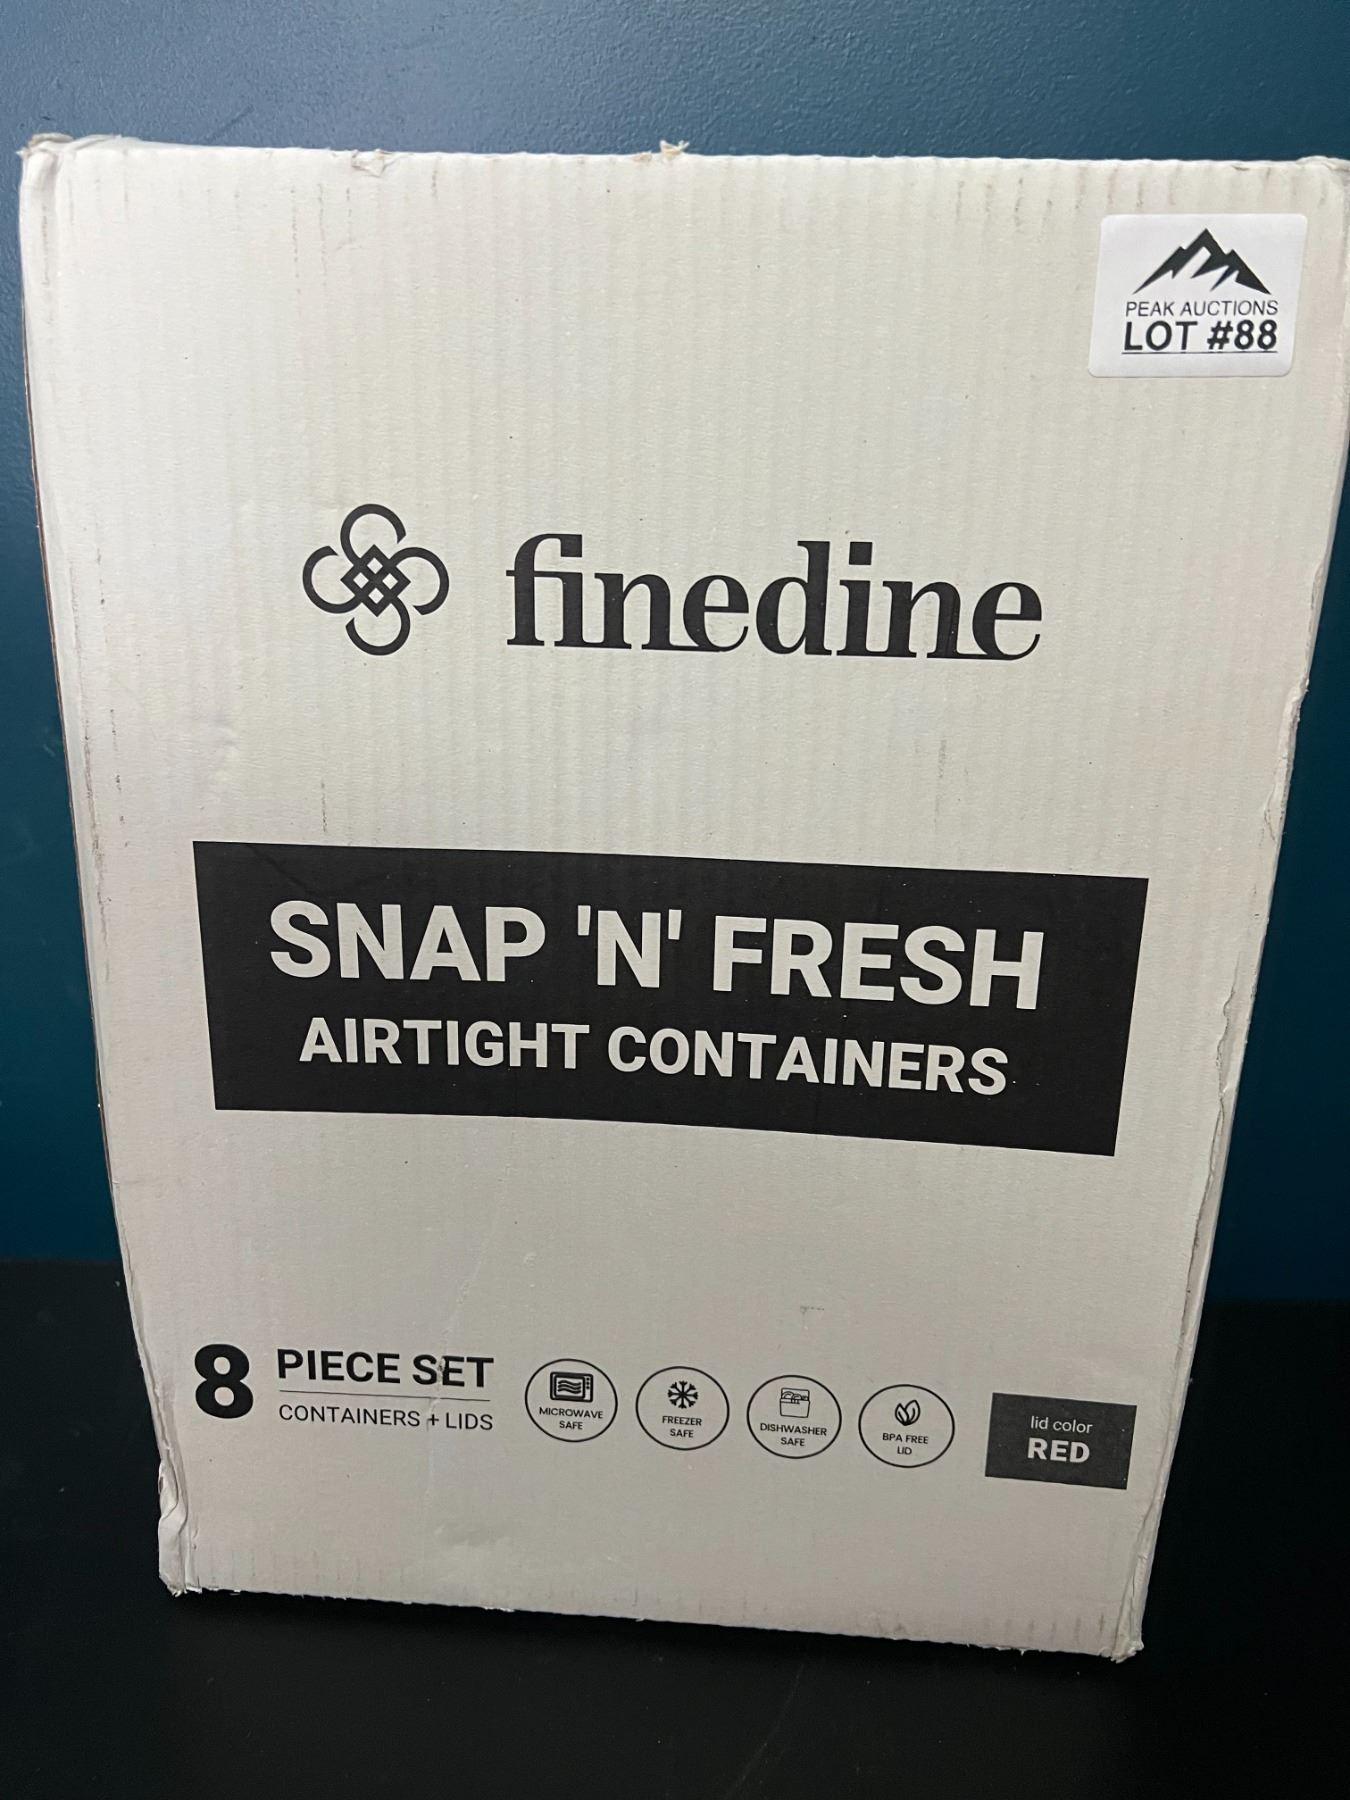 PEAK AUCTIONS
LOT #88
finedine
SNAP 'N' FRESH
AIRTIGHT CONTAINERS
8 PIECE SET
CONTAINERS + LIDS
MICROWAVE
SAFE
FREEZER
SAFE
DISHWASHER
SAFE
BPA FREE
LID
lid color
RED